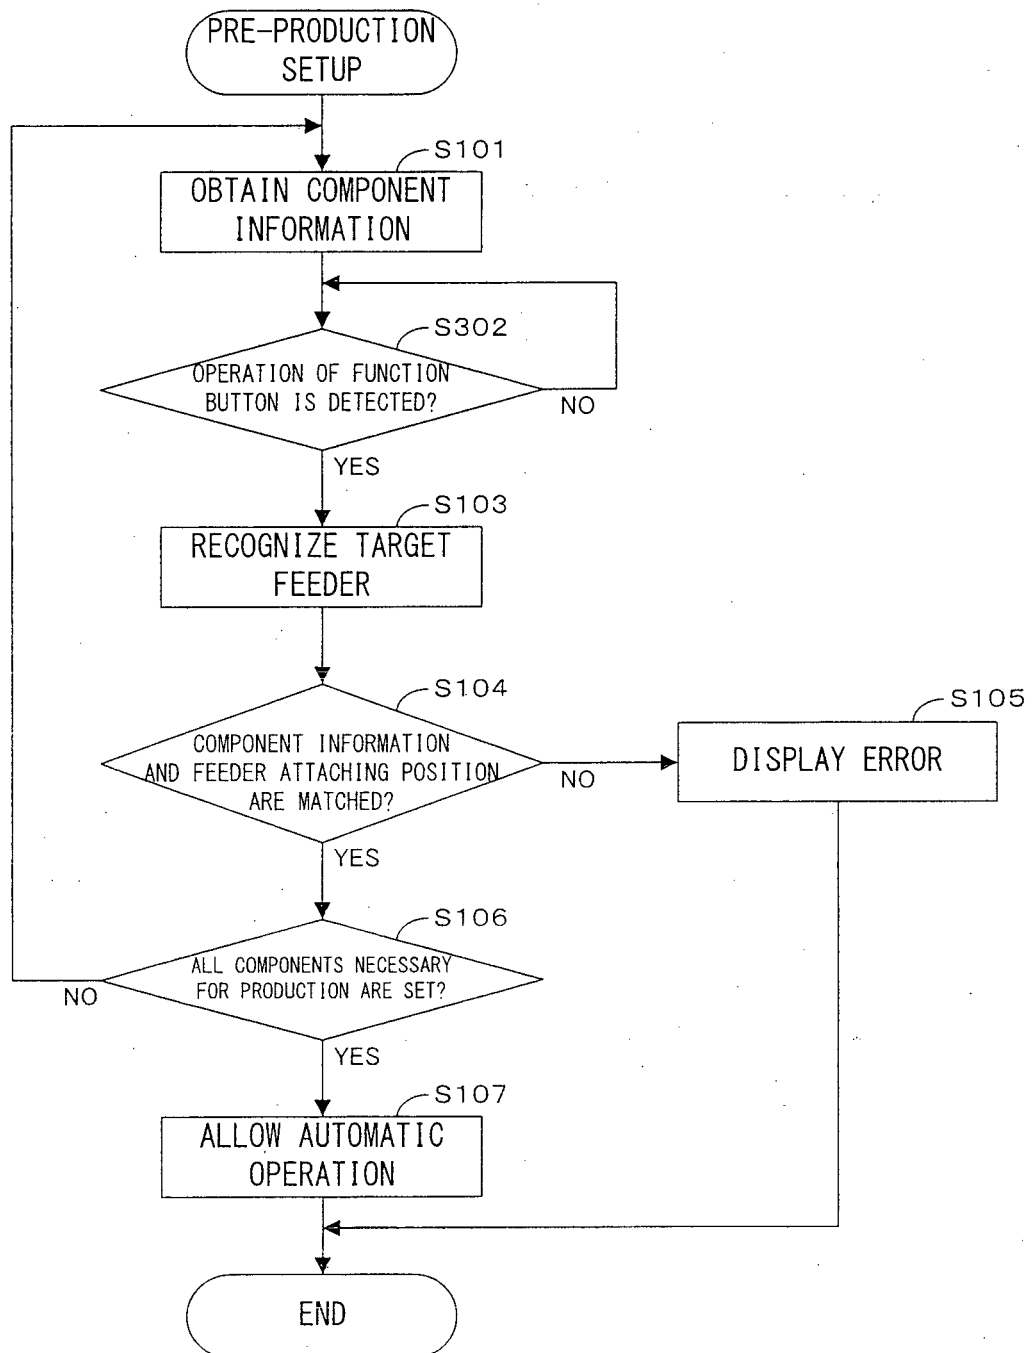 PRE-PRODUCTION
SETUP
S101
OBTAIN COMPONENT
INFORMATION
S302
OPERATION OF FUNCTION
BUTTON IS DETECTED?
NO
YES
S103
RECOGNIZE TARGET
FEEDER
S104
COMPONENT INFORMATION
AND FEEDER ATTACHING POSITION
ARE MATCHED?
NO
S105
DISPLAY ERROR
YES
S106
ALL COMPONENTS NECESSARY
FOR PRODUCTION ARE SET?
NO
YES
S107
ALLOW AUTOMATIC
OPERATION
END